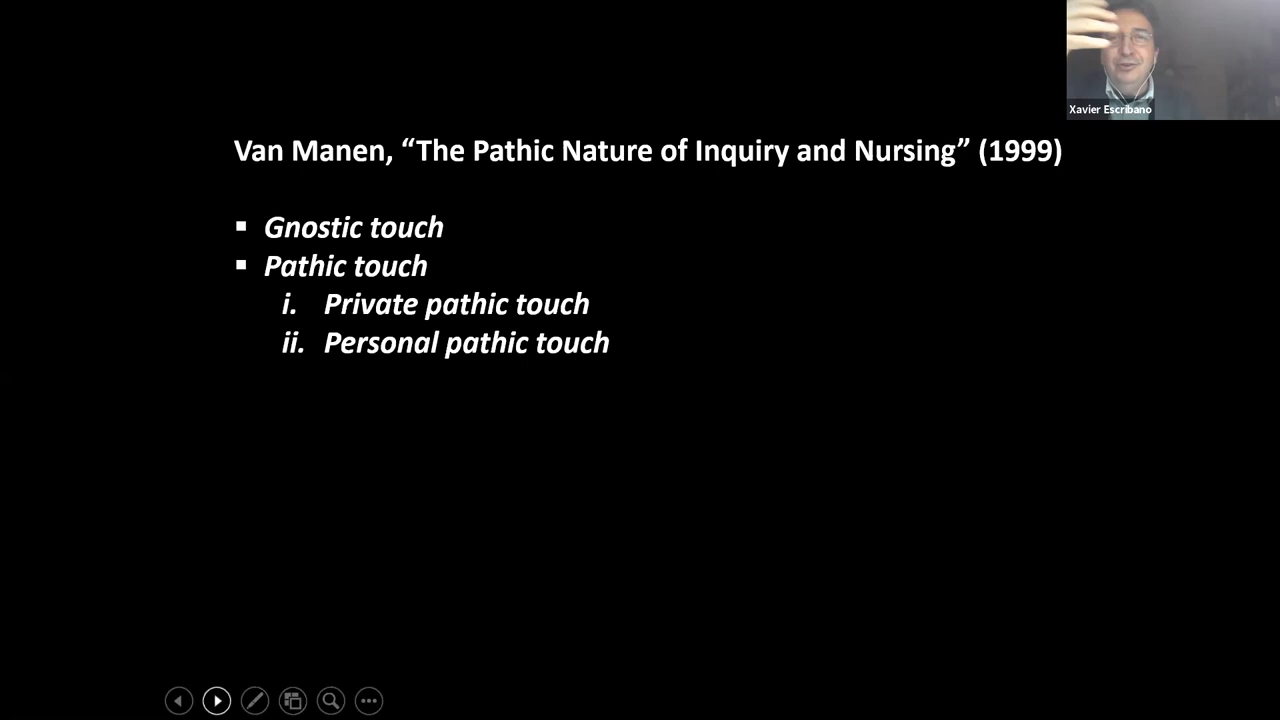 Xavier Escribano
Van Manen, “The Pathic Nature of Inquiry and Nursing” (1999)
▪ Gnostic touch
▪ Pathic touch
i. Private pathic touch
ii. Personal pathic touch